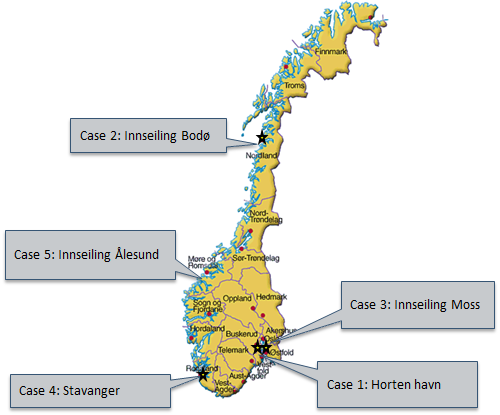 Finnmark
Troms
Case 2: Innseiling Bodø
Nordland
Nord-
Trøndelag
Case 5: Innseiling Ålesund
Møre og
Romsdal
Sør-Trøndelag
Sogn og
Fjordane
Oppland
Hedmark
Case 3: Innseiling Moss
Hordaland
Buskerud
Akershus
Telemark
Østfold
Case 4: Stavanger
Vest-
Agder
Aust-Agder
Case 1: Horten havn